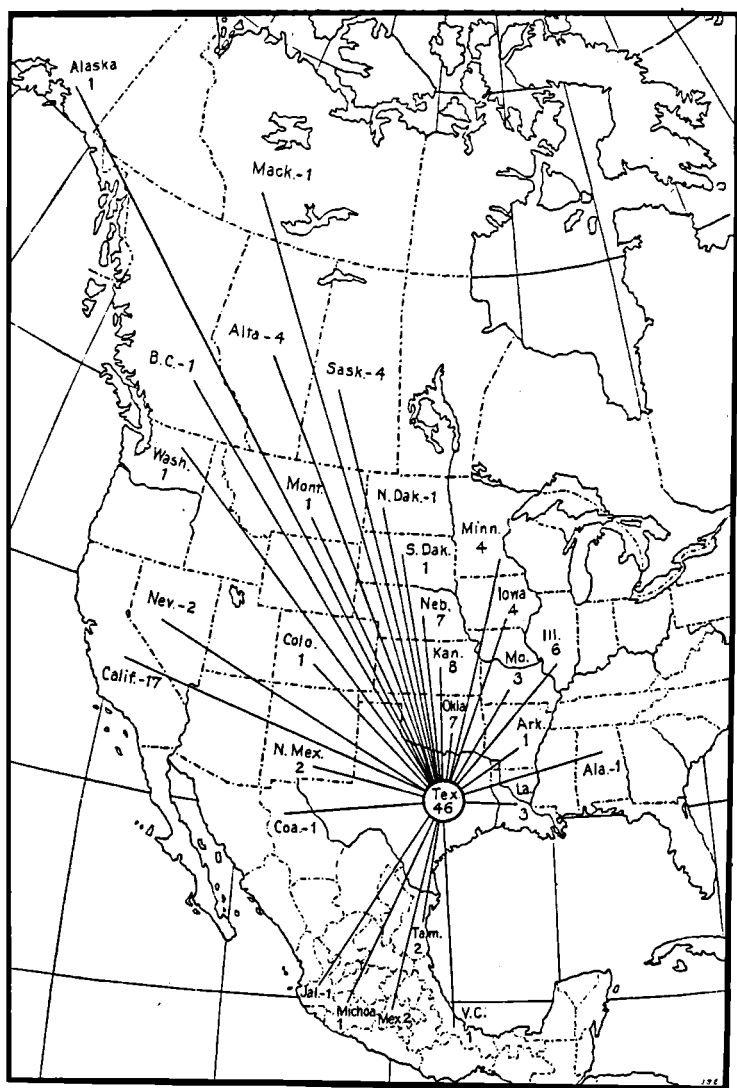 Alaska
1
Mack.-1
Alta-4
B.C.-1
Sask.-4
Wash.
1
Mont.
1
N. Dak.-1
Minn.
4
S. Dak.
1
Nev.-2
Neb.
7
Iowa
4
Colo.
1
Kan.
8
Mo.
3
Ill.
6
Calif.-17
Okla
7
Ark.
1
N. Mex.
2
Ala.-1
Tex
46
La.
3
Coa.-1
Tam.
2
Jal.-1
Michoa.
1
Mex.2
V.C.
1